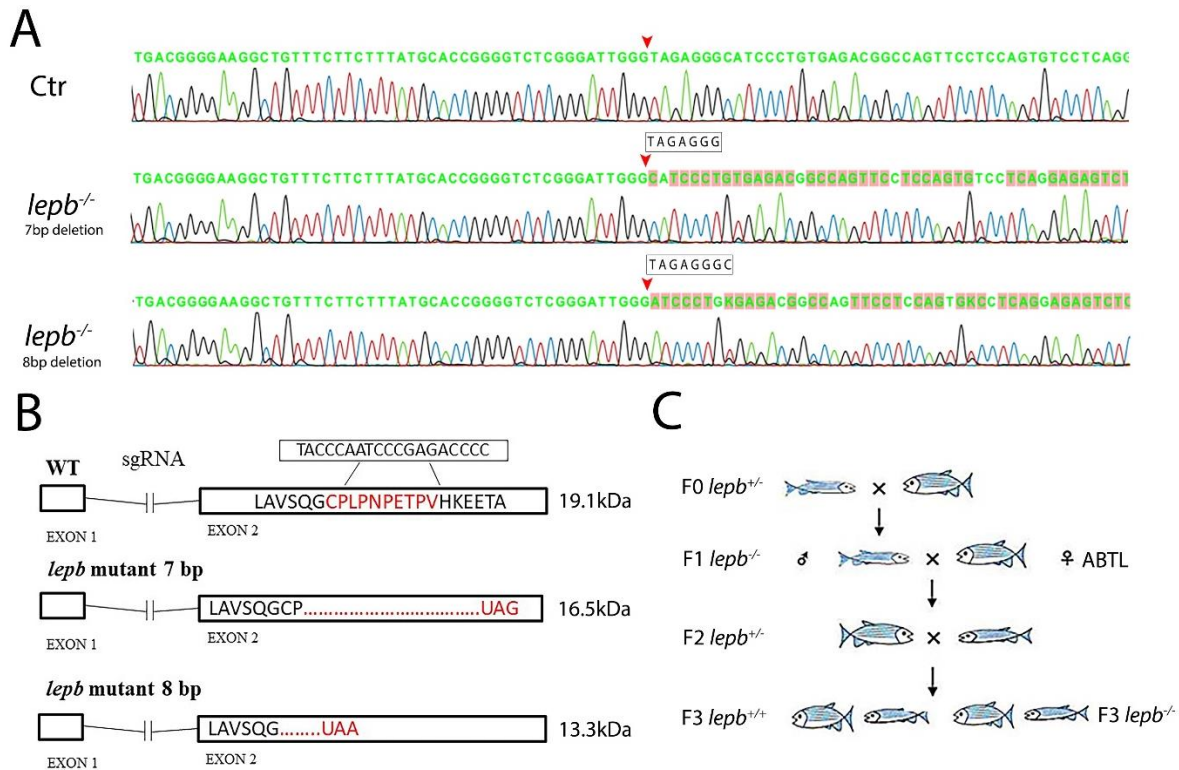 A
Ctr
TGACGGGGAAGGCTGTTTCTTCTTTATGCACCGGGGTCTCGGGATTGGGTAGAGGGCATCCCTGTGAGACGGCCAGTTCCTCCAGTGTCCTCAGG
TAGAGGG
lepb-/-
7bp deletion
TGACGGGGAAGGCTGTTTCTTCTTTATGCACCGGGGTCTCGGGATTGGGCATCCCTGTGAGACGGCCAGTTCCTCCAGTGTCCTCAGGAGAGTCT
TAGAGGGC
lepb-/-
8bp deletion
TGACGGGGAAGGCTGTTTCTTCTTTATGCACCGGGGTCTCGGGATTGGGATCCCTGKGAGACGGCCAGTTCCTCCAGTGKCCTCAGGAGAGTCTC
B
WT
sgRNA
TACCCAATCCCGAGACCCC
LAVSQGCPLPNPETPVHKEETA
19.1kDa
EXON 1
EXON 2
lepb mutant 7 bp
LAVSQGCP.................................UAG
16.5kDa
EXON 1
EXON 2
lepb mutant 8 bp
LAVSQG........UAA
13.3kDa
EXON 1
EXON 2
C
F0 lepb+/-
×
F1 lepb-/-
♂
×
♀ ABTL
F2 lepb+/-
×
F3 lepb+/+
F3 lepb-/-